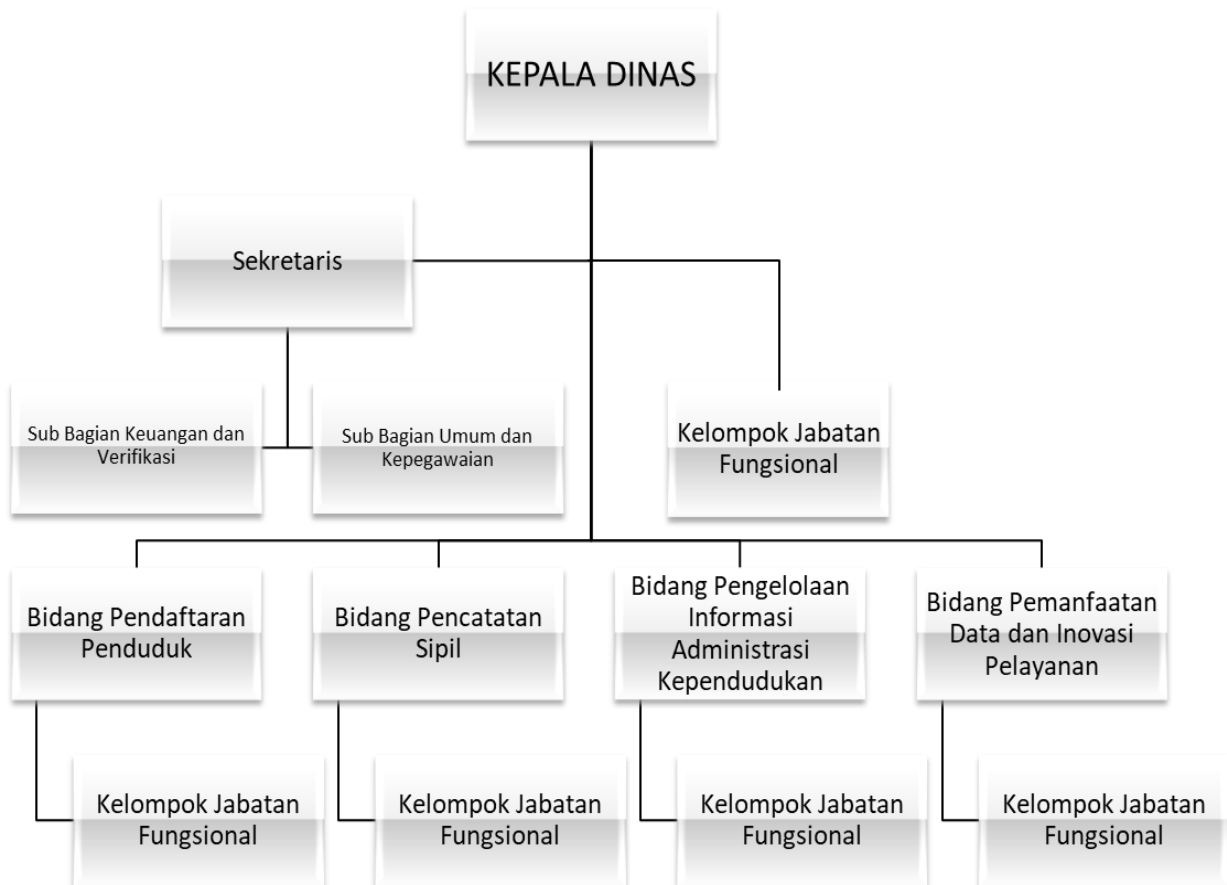 KEPALA DINAS
Sekretaris
Sub Bagian Keuangan dan
Verifikasi
Sub Bagian Umum dan
Kepegawaian
Kelompok Jabatan
Fungsional
Bidang Pendaftaran
Penduduk
Bidang Pencatatan
Sipil
Bidang Pengelolaan
Informasi
Administrasi
Kependudukan
Bidang Pemanfaatan
Data dan Inovasi
Pelayanan
Kelompok Jabatan
Fungsional
Kelompok Jabatan
Fungsional
Kelompok Jabatan
Fungsional
Kelompok Jabatan
Fungsional